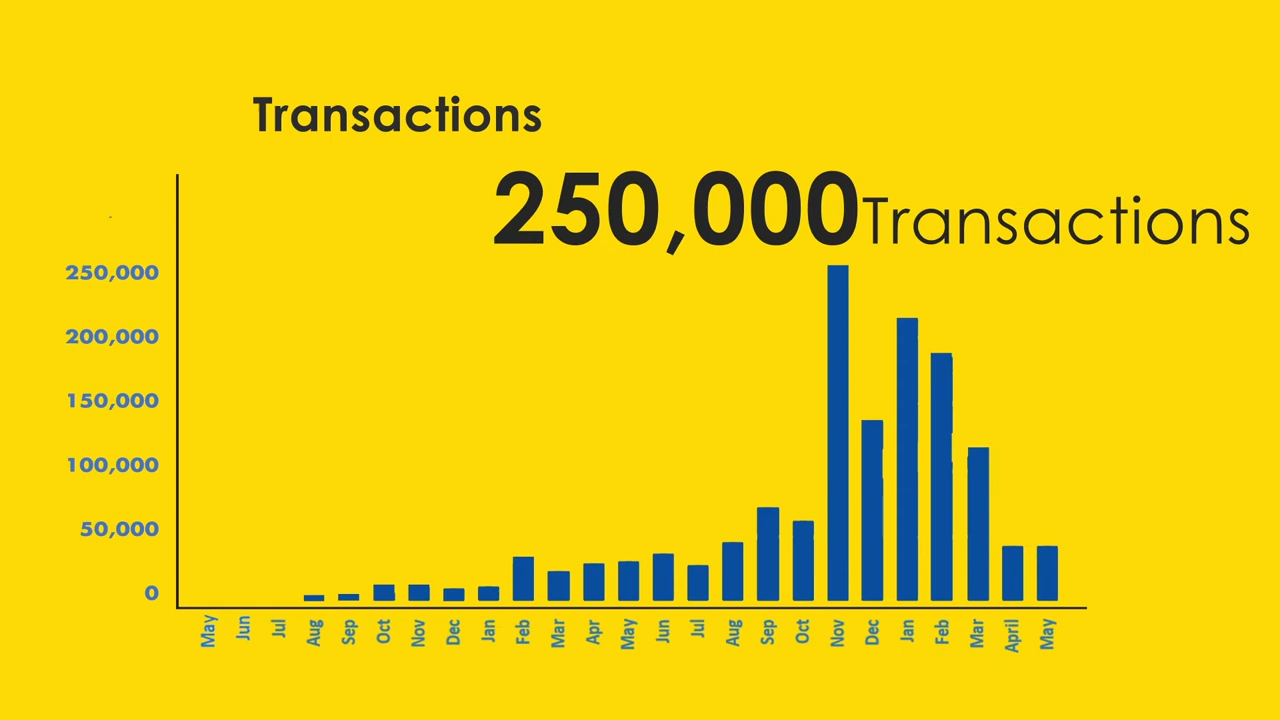 Transactions
250,000Transactions
250,000
200,000
150,000
100,000
50,000
0
May Jun Jul Aug Sep Oct Nov Dec Jan Feb Mar Apr May Jun Jul Aug Sep Oct Nov Dec Jan Feb Mar April May